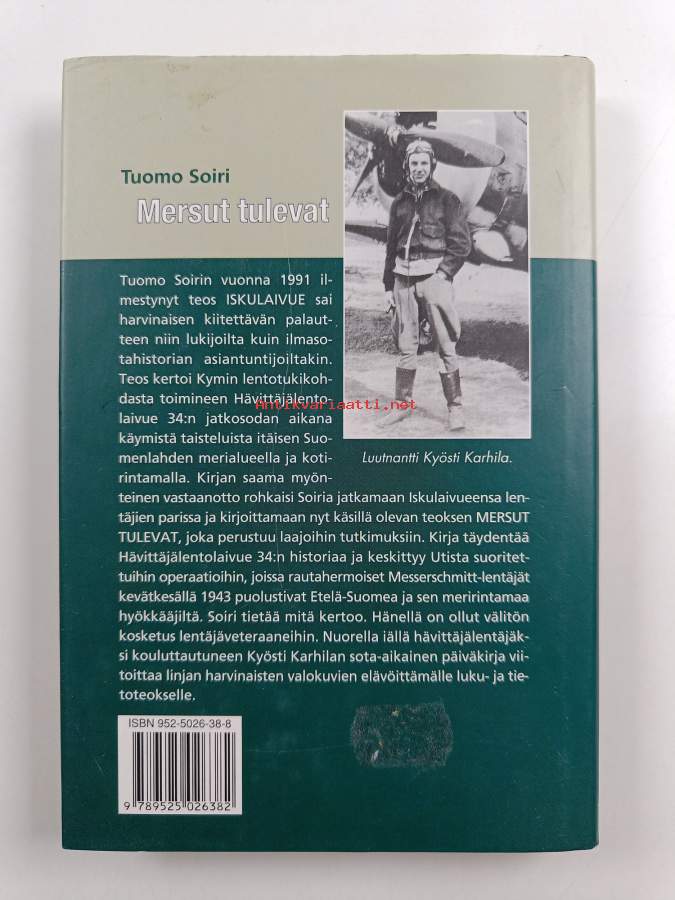 Tuomo Soiri
Mersut tulevat
Tuomo Soirin vuonna 1991 il-
mestynyt teos ISKULAIVUE sai
harvinaisen kiitettävän palaut-
teen niin lukijoilta kuin ilmaso-
tahistorian asiantuntijoiltakin.
Teos kertoi Kymin lentotukikoh-
dasta toimineen Hävittäjälento-
laivue 34:n jatkosodan aikana
käymistä taisteluista itäisen Suo-
menlahden merialueella ja koti-
rintamalla. Kirjan saama myön-
teinen vastaanotto rohkaisi Soiria jatkamaan Iskulaivueensa len-
täjien parissa ja kirjoittamaan nyt käsillä olevan teoksen MERSUT
TULEVAT, joka perustuu laajoihin tutkimuksiin. Kirja täydentää
Hävittäjälentolaivue 34:n historiaa ja keskittyy Utista suoritet-
tuihin operaatioihin, joissa rautahermoiset Messerschmitt-lentäjät
kevätkesällä 1943 puolustivat Etelä-Suomea ja sen meririntamaa
hyökkääjiltä. Soiri tietää mitä kertoo. Hänellä on ollut välitön
kosketus lentäjäveteraaneihin. Nuorella iällä hävittäjälentäjäk-
si kouluttautuneen Kyösti Karhilan sota-aikainen päiväkirja vii-
toittaa linjan harvinaisten valokuvien elävöittämälle luku- ja tie-
toteokselle.
Luutnantti Kyösti Karhila.
Antikvariaatti.net
ISBN 952-5026-38-8
9 789525 026382